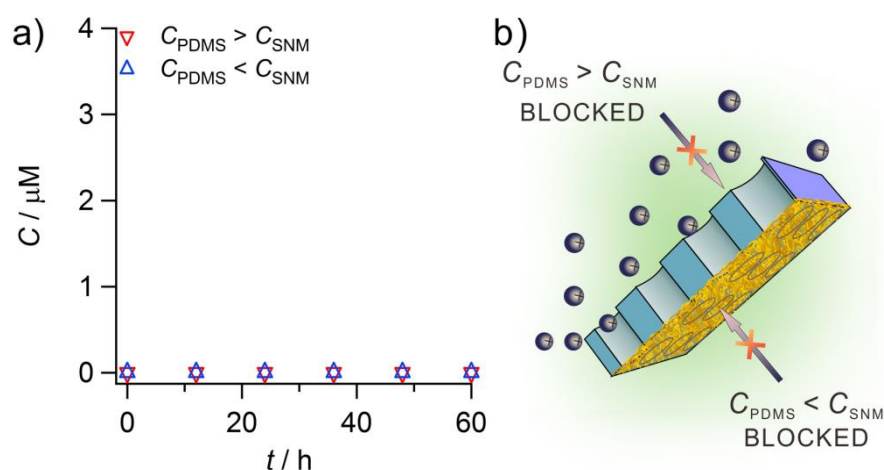 a)
C_PDMS > C_SNM
C_PDMS < C_SNM
4
3
2
1
0
C / μM
0 20 40 60
t / h
b)
C_PDMS > C_SNM
BLOCKED
C_PDMS < C_SNM
BLOCKED